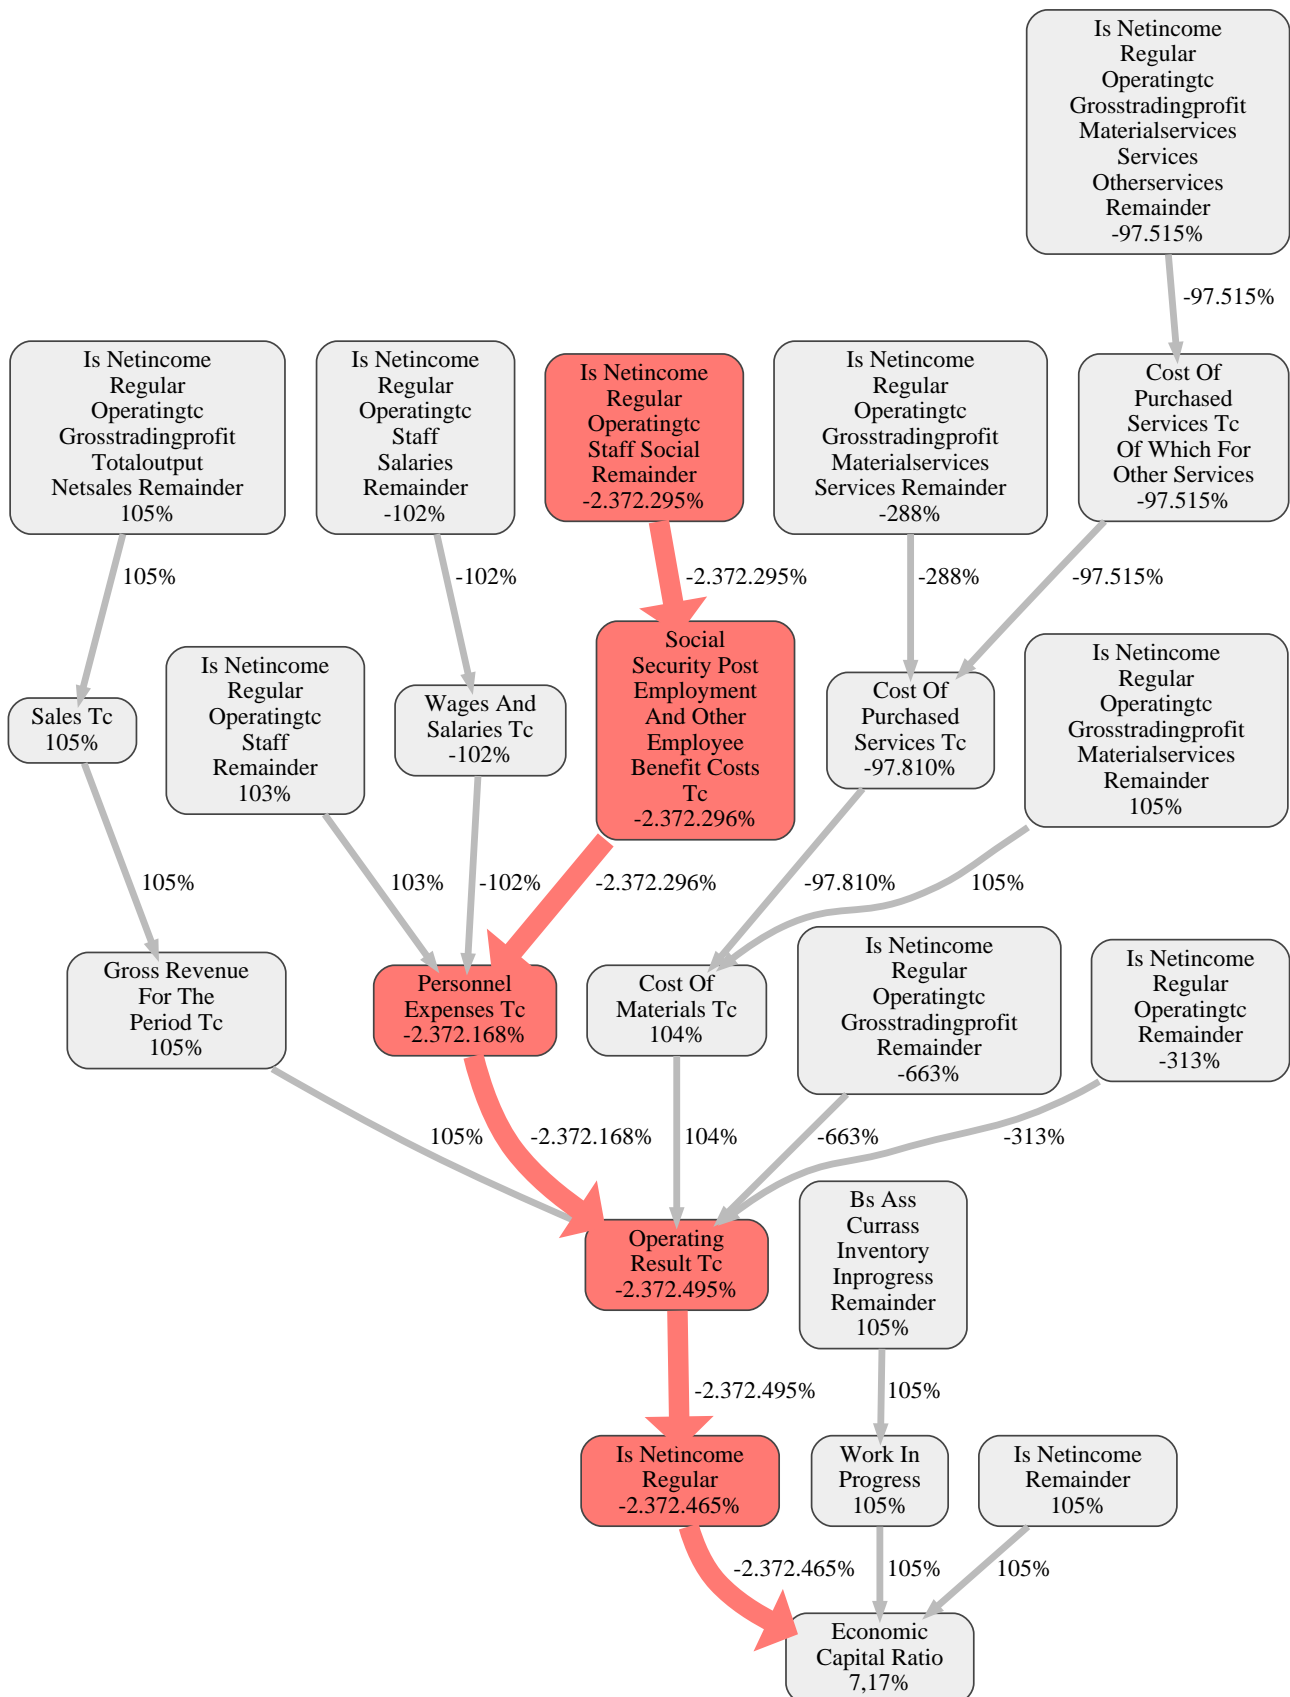 Is Netincome
Regular
Operatingtc
Grosstradingprofit
Materialservices
Services
Otherservices
Remainder
-97.515%
-97.515%
Is Netincome
Regular
Operatingtc
Grosstradingprofit
Totaloutput
Netsales Remainder
105%
Is Netincome
Regular
Operatingtc
Staff
Salaries
Remainder
-102%
Is Netincome
Regular
Operatingtc
Staff Social
Remainder
-2.372.295%
Is Netincome
Regular
Operatingtc
Grosstradingprofit
Materialservices
Services Remainder
-288%
Cost Of
Purchased
Services Tc
Of Which For
Other Services
-97.515%
105%
-102%
-2.372.295%
-288%
-97.515%
Sales Tc
105%
Is Netincome
Regular
Operatingtc
Staff
Remainder
103%
Wages And
Salaries Tc
-102%
Social
Security Post
Employment
And Other
Employee
Benefit Costs
Tc
-2.372.296%
Cost Of
Purchased
Services Tc
-97.810%
Is Netincome
Regular
Operatingtc
Grosstradingprofit
Materialservices
Remainder
105%
105%
103%
-102%
-2.372.296%
-97.810%
105%
Gross Revenue
For The
Period Tc
105%
Personnel
Expenses Tc
-2.372.168%
Cost Of
Materials Tc
104%
Is Netincome
Regular
Operatingtc
Grosstradingprofit
Remainder
-663%
Is Netincome
Regular
Operatingtc
Remainder
-313%
105%
-2.372.168%
104%
-663%
-313%
Operating
Result Tc
-2.372.495%
Bs Ass
Currass
Inventory
Inprogress
Remainder
105%
-2.372.495%
105%
Is Netincome
Regular
-2.372.465%
Work In
Progress
105%
Is Netincome
Remainder
105%
-2.372.465%
105%
105%
Economic
Capital Ratio
7,17%